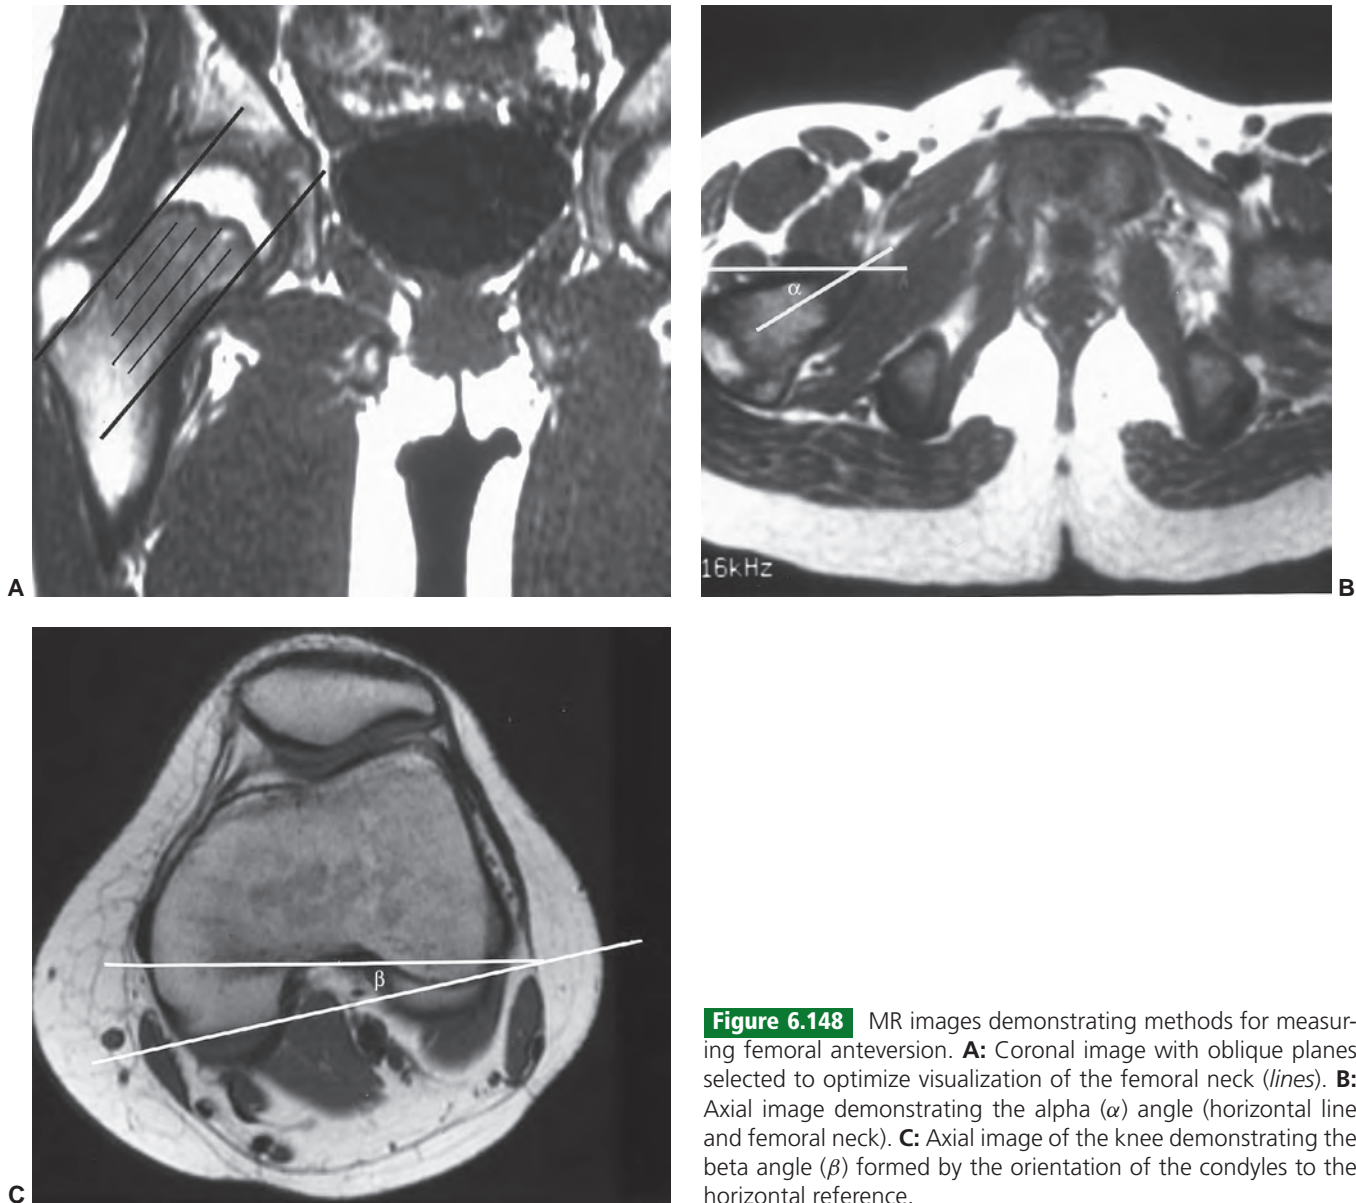 A
α
16kHz
B
β
C
Figure 6.148 MR images demonstrating methods for measur-
ing femoral anteversion. A: Coronal image with oblique planes
selected to optimize visualization of the femoral neck (lines). B:
Axial image demonstrating the alpha (α) angle (horizontal line
and femoral neck). C: Axial image of the knee demonstrating the
beta angle (β) formed by the orientation of the condyles to the
horizontal reference.